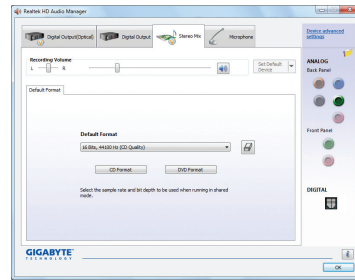 Realtek HD Audio Manager
Digital Output(Optical)
Digital Output
Stereo Mix
Microphone
Device advanced
settings
Recording Volume
L
R
Set Default
Device
ANALOG
Back Panel
Default Format
Default Format
16 Bits, 44100 Hz (CD Quality)
CD Format
DVD Format
Select the sample rate and bit depth to be used when running in shared
mode.
Front Panel
DIGITAL
GIGABYTE
TECHNOLOGY
OK